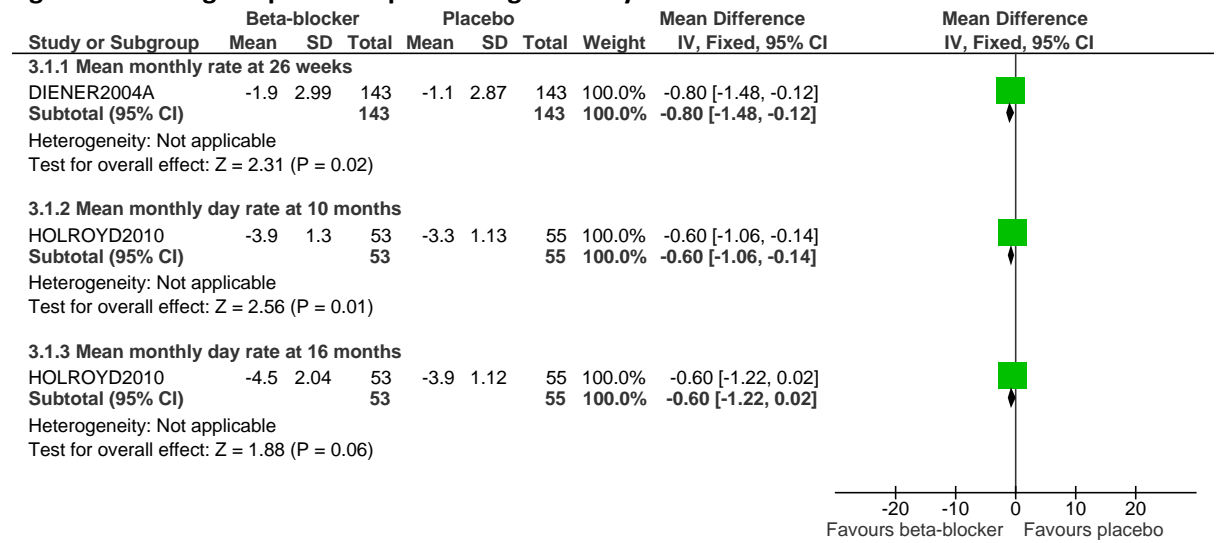 Beta-blocker Placebo Mean Difference Mean Difference
Study or Subgroup Mean SD Total Mean SD Total Weight IV, Fixed, 95% CI IV, Fixed, 95% CI
3.1.1 Mean monthly rate at 26 weeks
DIENER2004A -1.9 2.99 143 -1.1 2.87 143 100.0% -0.80 [-1.48, -0.12]
Subtotal (95% CI) 143 143 100.0% -0.80 [-1.48, -0.12]
Heterogeneity: Not applicable
Test for overall effect: Z = 2.31 (P = 0.02)
3.1.2 Mean monthly day rate at 10 months
HOLROYD2010 -3.9 1.3 53 -3.3 1.13 55 100.0% -0.60 [-1.06, -0.14]
Subtotal (95% CI) 53 55 100.0% -0.60 [-1.06, -0.14]
Heterogeneity: Not applicable
Test for overall effect: Z = 2.56 (P = 0.01)
3.1.3 Mean monthly day rate at 16 months
HOLROYD2010 -4.5 2.04 53 -3.9 1.12 55 100.0% -0.60 [-1.22, 0.02]
Subtotal (95% CI) 53 55 100.0% -0.60 [-1.22, 0.02]
Heterogeneity: Not applicable
Test for overall effect: Z = 1.88 (P = 0.06)
-20 -10 0 10 20
Favours beta-blocker Favours placebo